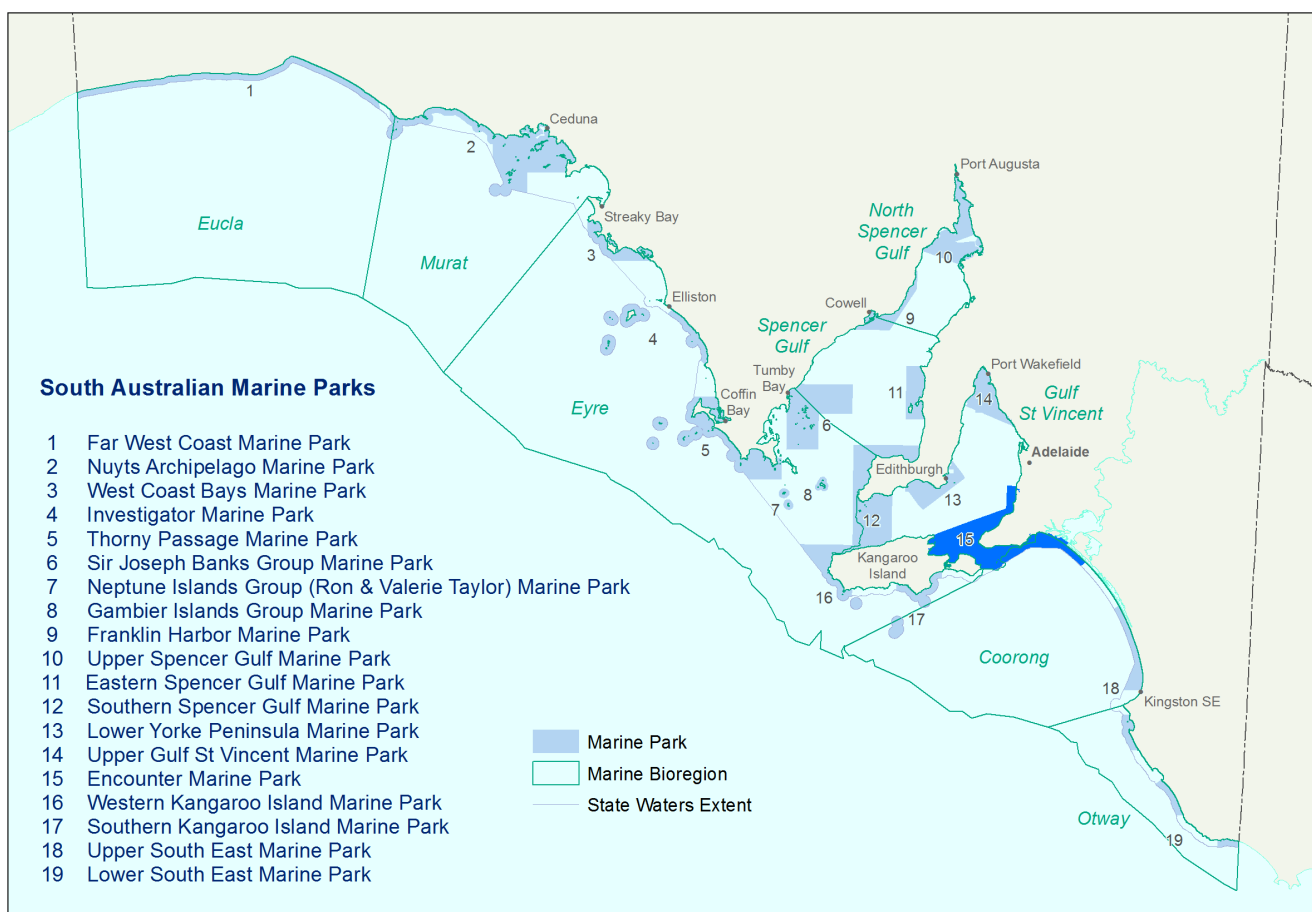 1
Ceduna
2
Port Augusta
Eucla
Streaky Bay
North
Spencer
Gulf
Murat
3
10
Elliston
Cowell
9
4
Spencer
Gulf
South Australian Marine Parks
Tumby
Bay
Port Wakefield
11
14
Gulf
St Vincent
Coffin
Bay
Eyre
6
5
Adelaide
Edithburgh
7
8
13
12
15
Kangaroo
Island
16
17
Coorong
18
Kingston SE
Otway
19
1 Far West Coast Marine Park
2 Nuyts Archipelago Marine Park
3 West Coast Bays Marine Park
4 Investigator Marine Park
5 Thorny Passage Marine Park
6 Sir Joseph Banks Group Marine Park
7 Neptune Islands Group (Ron & Valerie Taylor) Marine Park
8 Gambier Islands Group Marine Park
9 Franklin Harbor Marine Park
10 Upper Spencer Gulf Marine Park
11 Eastern Spencer Gulf Marine Park
12 Southern Spencer Gulf Marine Park
13 Lower Yorke Peninsula Marine Park
14 Upper Gulf St Vincent Marine Park
15 Encounter Marine Park
16 Western Kangaroo Island Marine Park
17 Southern Kangaroo Island Marine Park
18 Upper South East Marine Park
19 Lower South East Marine Park
Marine Park
Marine Bioregion
State Waters Extent